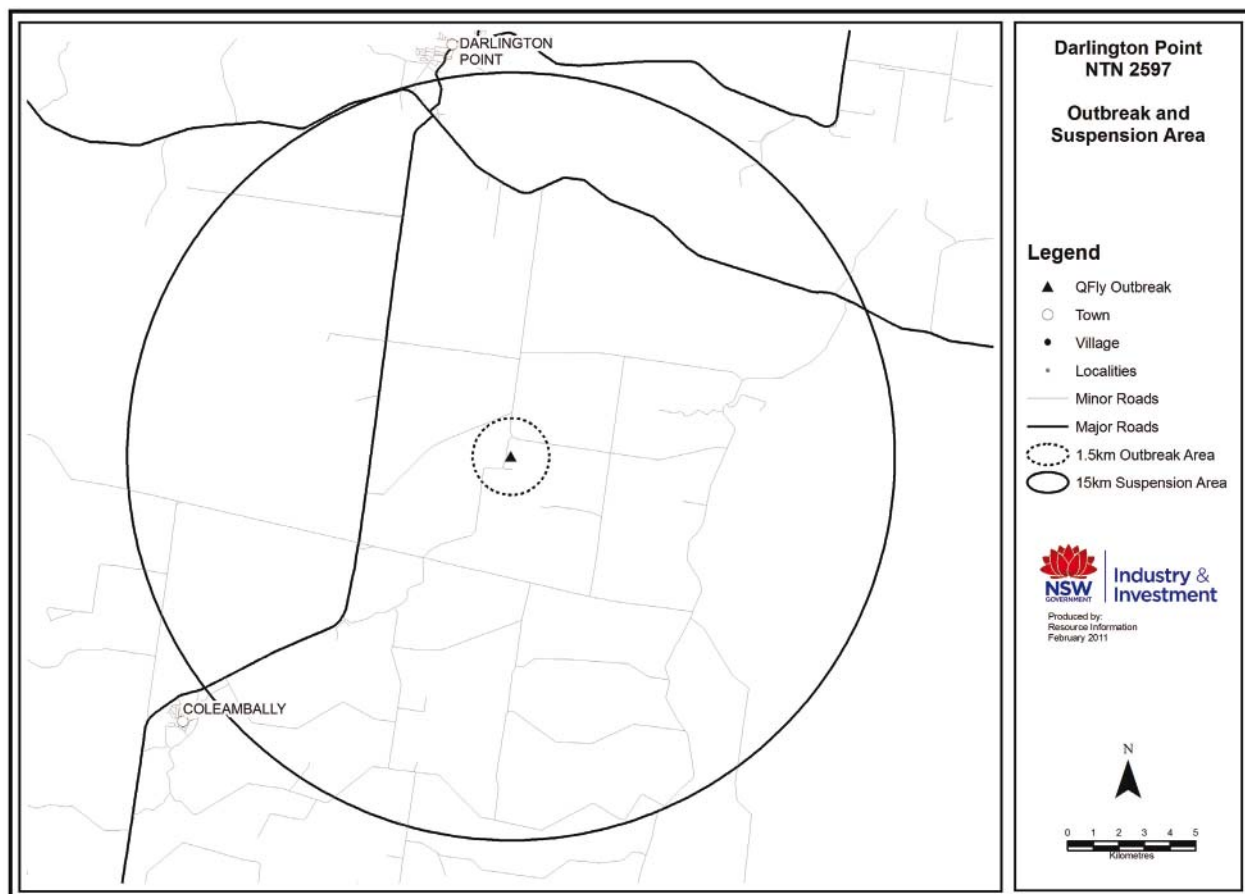 DARLINGTON
POINT
COLEAMBALLY
Darlington Point
NTN 2597
Outbreak and
Suspension Area
Legend
QFly Outbreak
Town
Village
Localities
Minor Roads
Major Roads
1.5km Outbreak Area
15km Suspension Area
NSW
GOVERNMENT
Industry &
Investment
Produced by:
Resource Information
February 2011
N
0 1 2 3 4 5
Kilometres